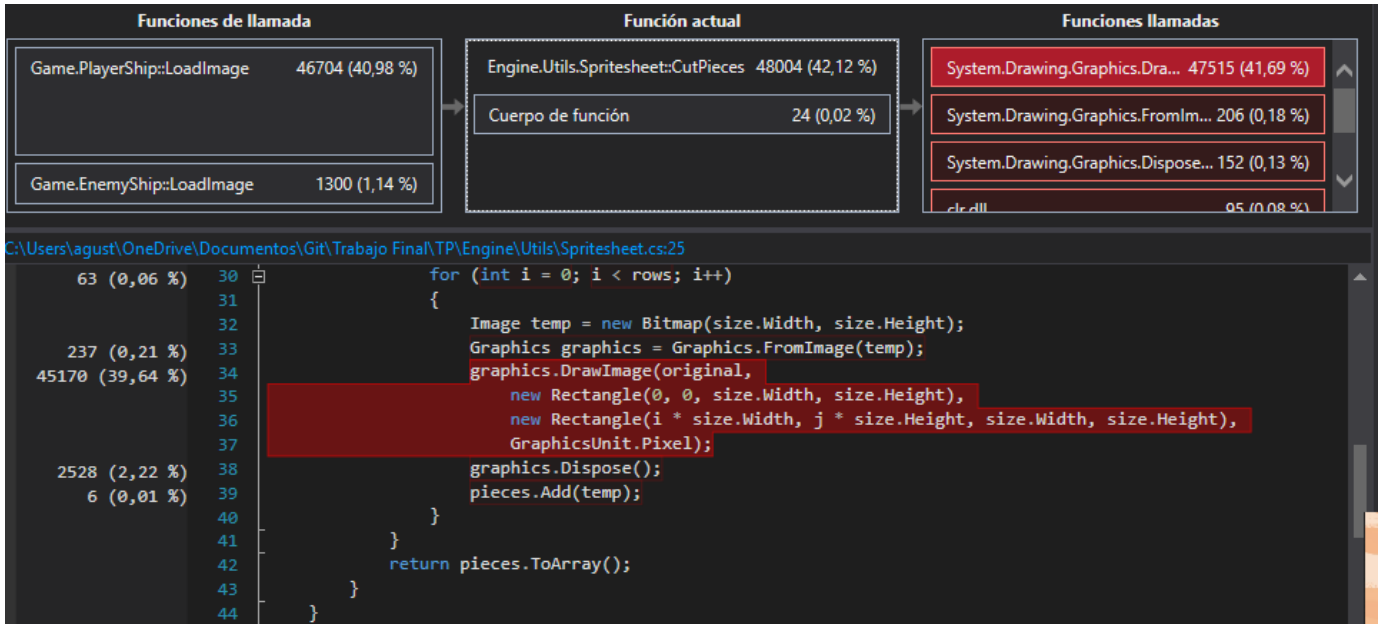 Funciones de llamada
Función actual
Funciones llamadas
Game.PlayerShip::LoadImage 46704 (40,98 %)
Game.EnemyShip::LoadImage 1300 (1,14 %)
Engine.Utils.Spritesheet::CutPieces 48004 (42,12 %)
Cuerpo de función 24 (0,02 %)
System.Drawing.Graphics.Dra... 47515 (41,69 %)
System.Drawing.Graphics.FromIm... 206 (0,18 %)
System.Drawing.Graphics.Dispose... 152 (0,13 %)
clr.dll 95 (0,08 %)
C:\Users\agust\OneDrive\Documentos\Git\Trabajo Final\TP\Engine\Utils\Spritesheet.cs:25
63 (0,06 %) 30 for (int i = 0; i < rows; i++)
31 {
32 Image temp = new Bitmap(size.Width, size.Height);
237 (0,21 %) 33 Graphics graphics = Graphics.FromImage(temp);
45170 (39,64 %) 34 graphics.DrawImage(original,
35 new Rectangle(0, 0, size.Width, size.Height),
36 new Rectangle(i * size.Width, j * size.Height, size.Width, size.Height),
37 GraphicsUnit.Pixel);
2528 (2,22 %) 38 graphics.Dispose();
6 (0,01 %) 39 pieces.Add(temp);
40 }
41 }
42 return pieces.ToArray();
43 }
44 }